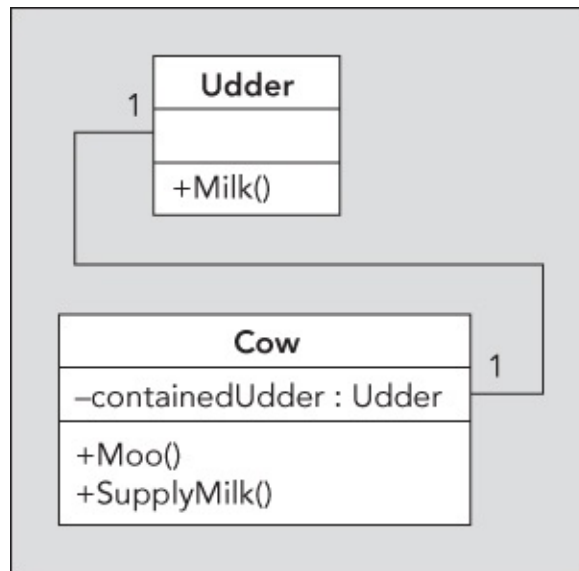 Udder
1
+Milk()
Cow
1
–containedUdder : Udder
+Moo()
+SupplyMilk()